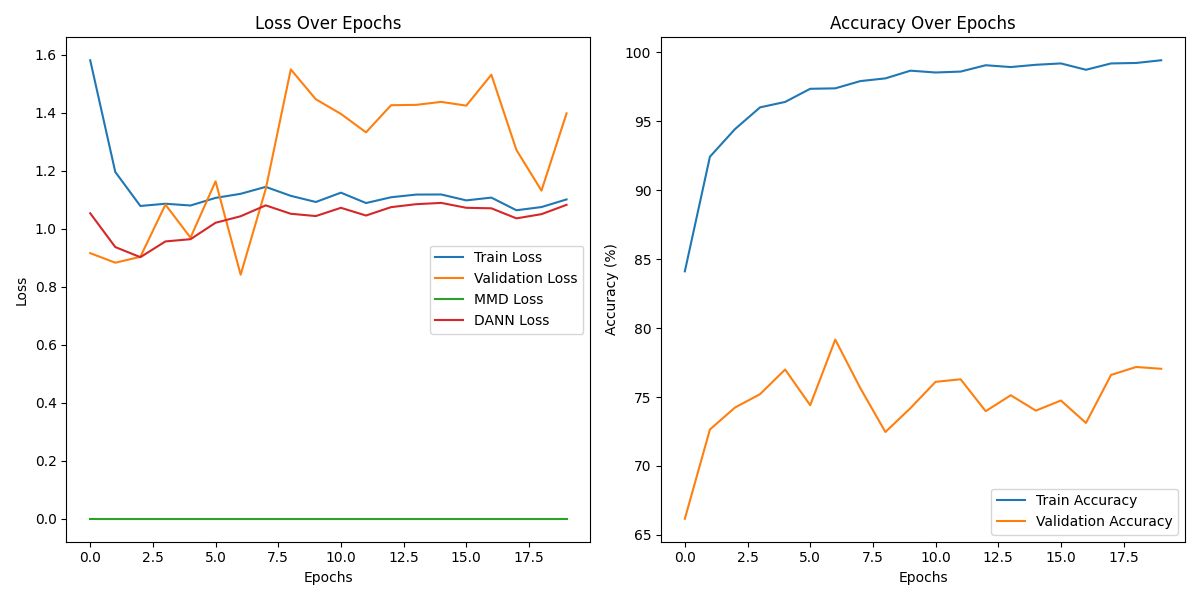 Loss Over Epochs
1.6
1.4
1.2
1.0
0.8
0.6
0.4
0.2
0.0
Loss
Train Loss
Validation Loss
MMD Loss
DANN Loss
0.0 2.5 5.0 7.5 10.0 12.5 15.0 17.5
Epochs
Accuracy Over Epochs
100
95
90
85
80
75
70
65
Accuracy (%)
Train Accuracy
Validation Accuracy
0.0 2.5 5.0 7.5 10.0 12.5 15.0 17.5
Epochs